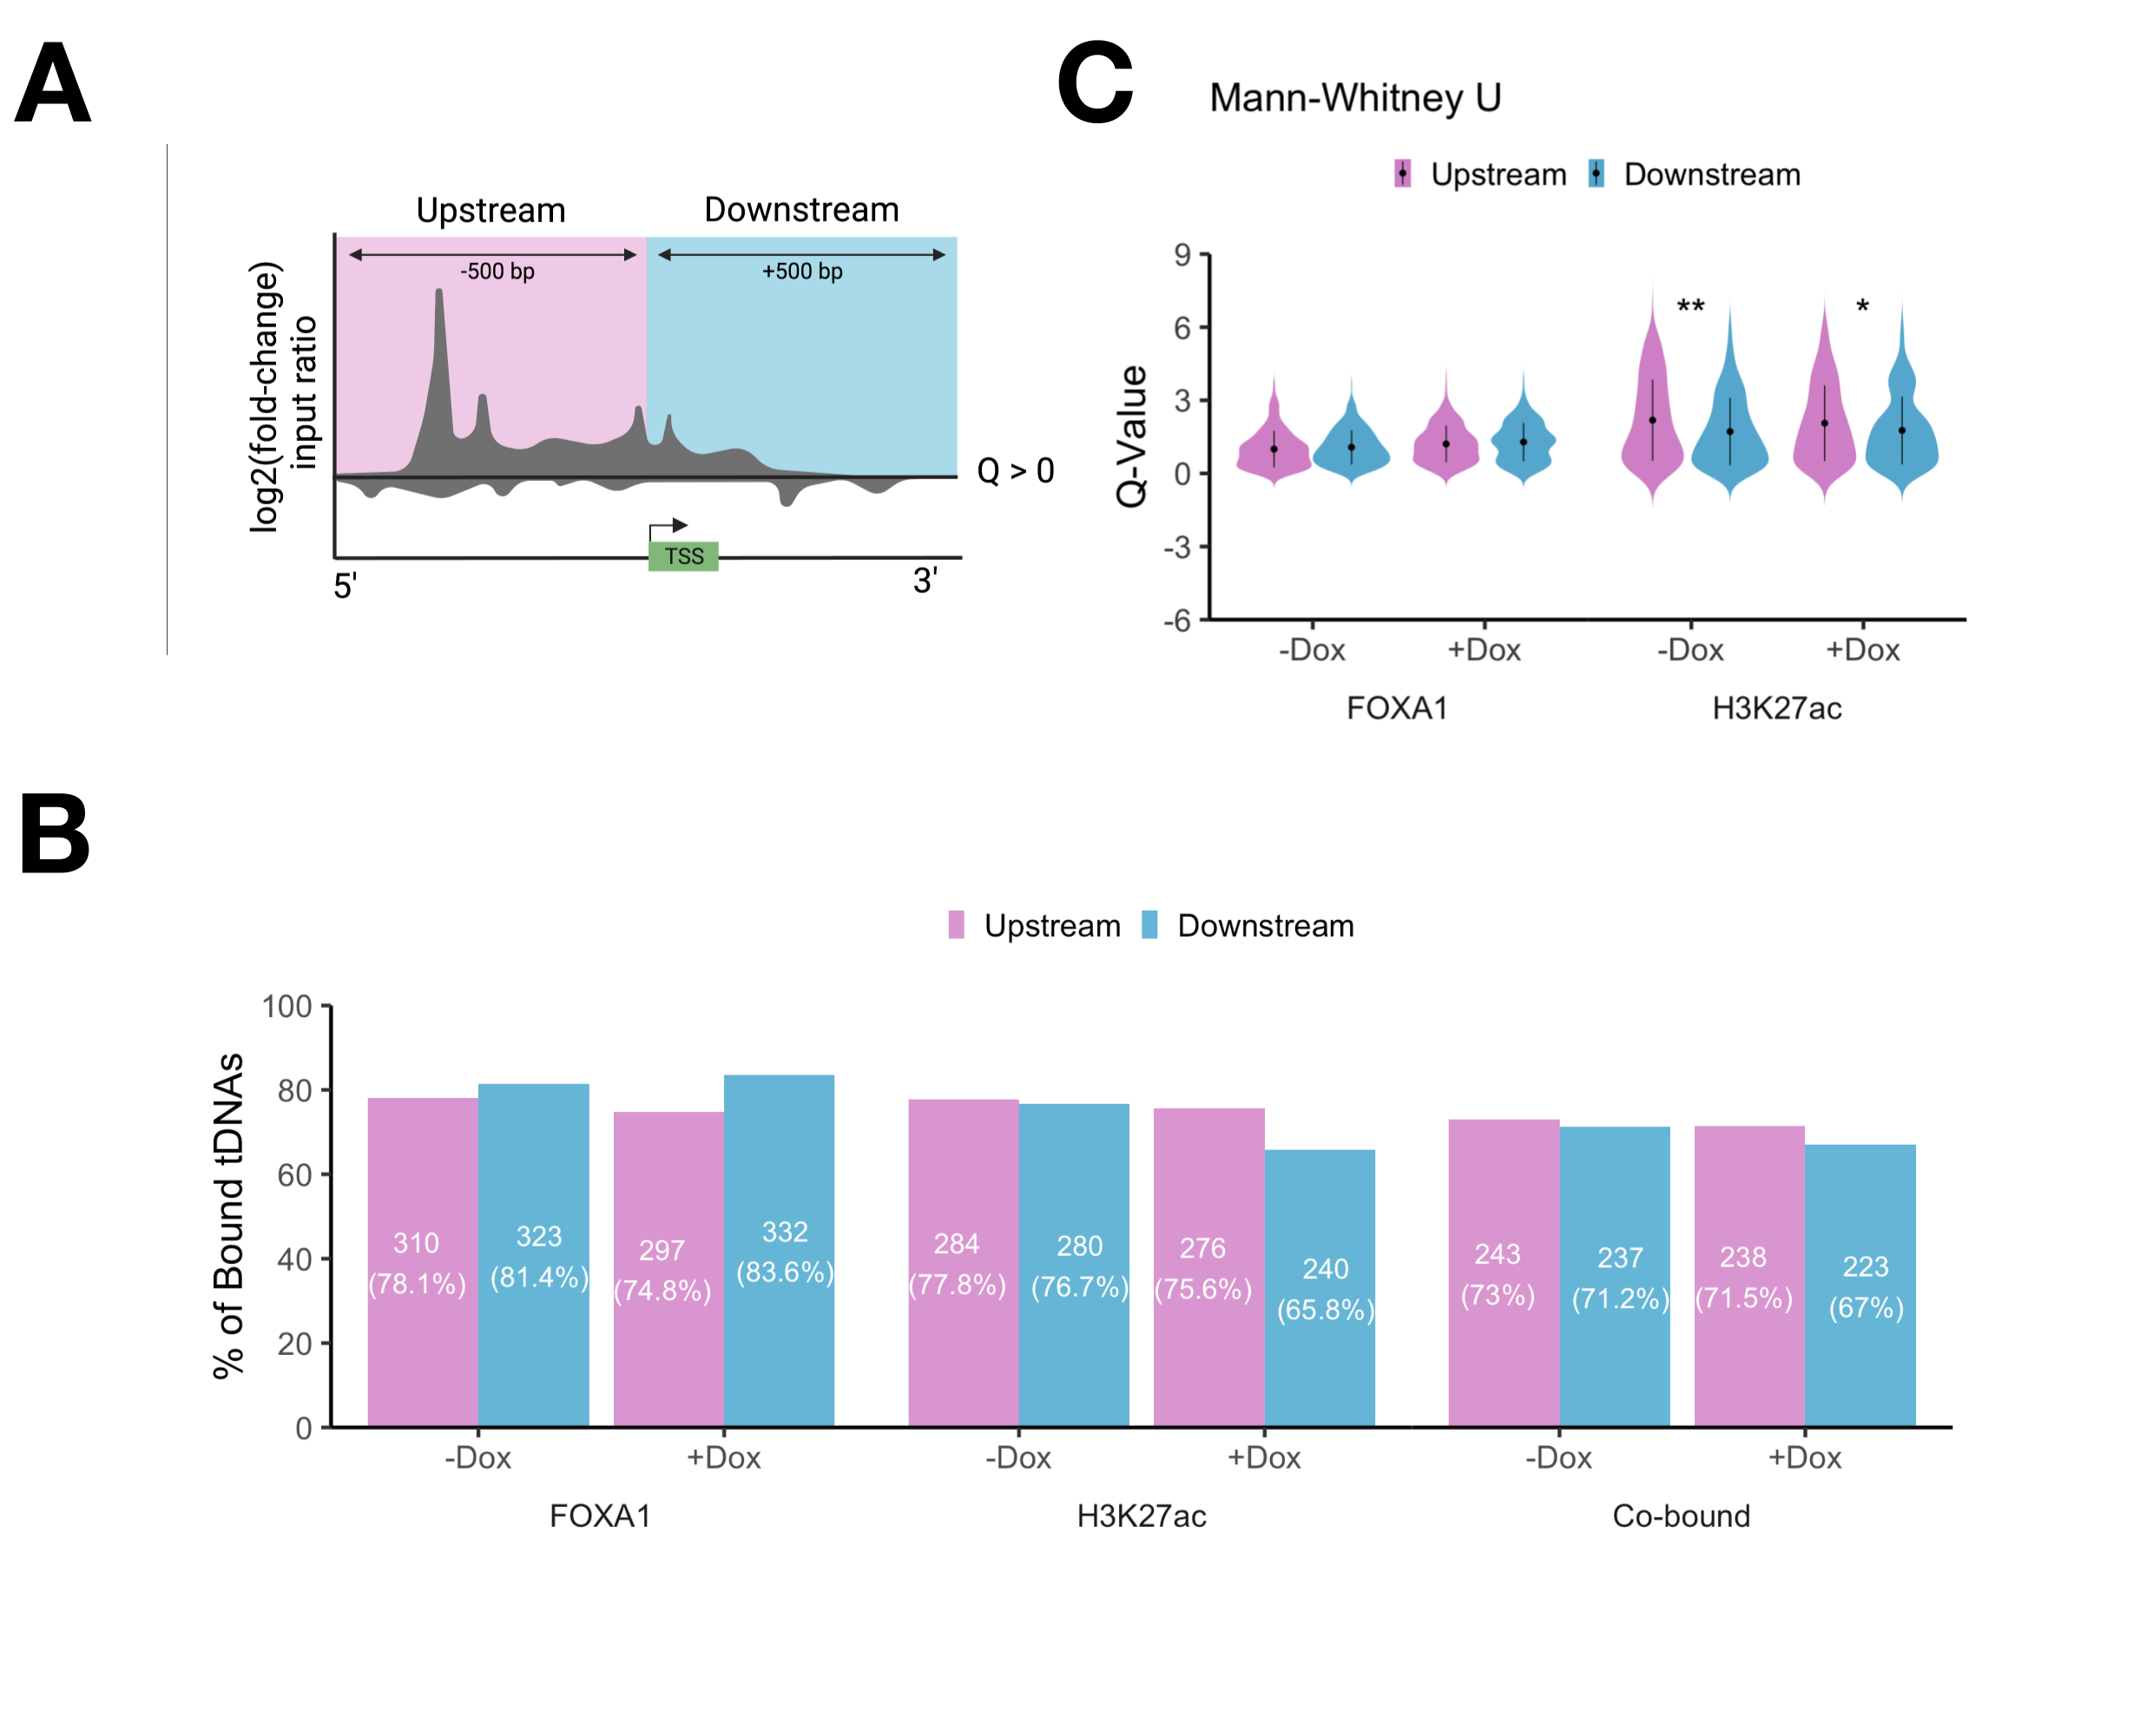 A
Upstream
Downstream
-500 bp
+500 bp
log2(fold-change)
input ratio
Q > 0
TSS
5'
3'
C
Mann-Whitney U
Upstream
Downstream
Q-Value
9
6
3
0
-3
-6
**
*
-Dox
+Dox
-Dox
+Dox
FOXA1
H3K27ac
B
Upstream
Downstream
% of Bound tDNAs
100
80
60
40
20
0
310
(78.1%)
323
(81.4%)
297
(74.8%)
332
(83.6%)
284
(77.8%)
280
(76.7%)
276
(75.6%)
240
(65.8%)
243
(73%)
237
(71.2%)
238
(71.5%)
223
(67%)
-Dox
+Dox
-Dox
+Dox
-Dox
+Dox
FOXA1
H3K27ac
Co-bound